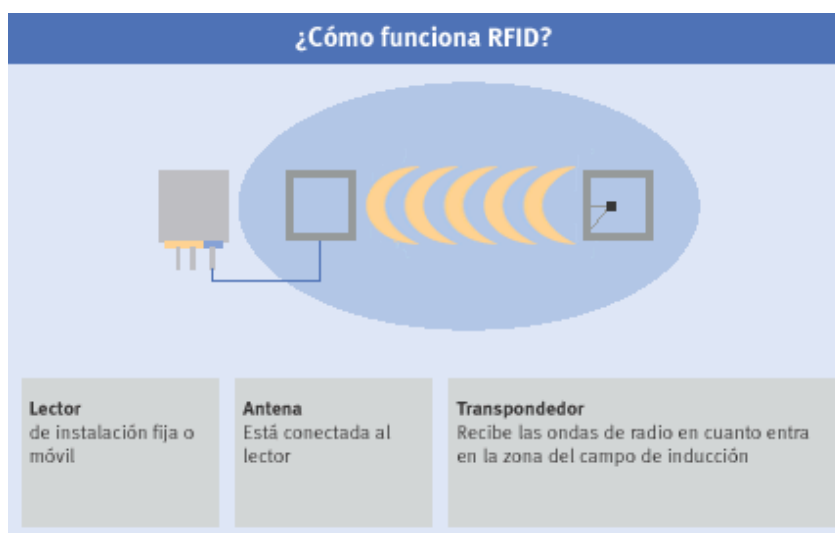 ¿Cómo funciona RFID?
Lector
de instalación fija o
móvil
Antena
Está conectada al
lector
Transpondedor
Recibe las ondas de radio en cuanto entra
en la zona del campo de inducción